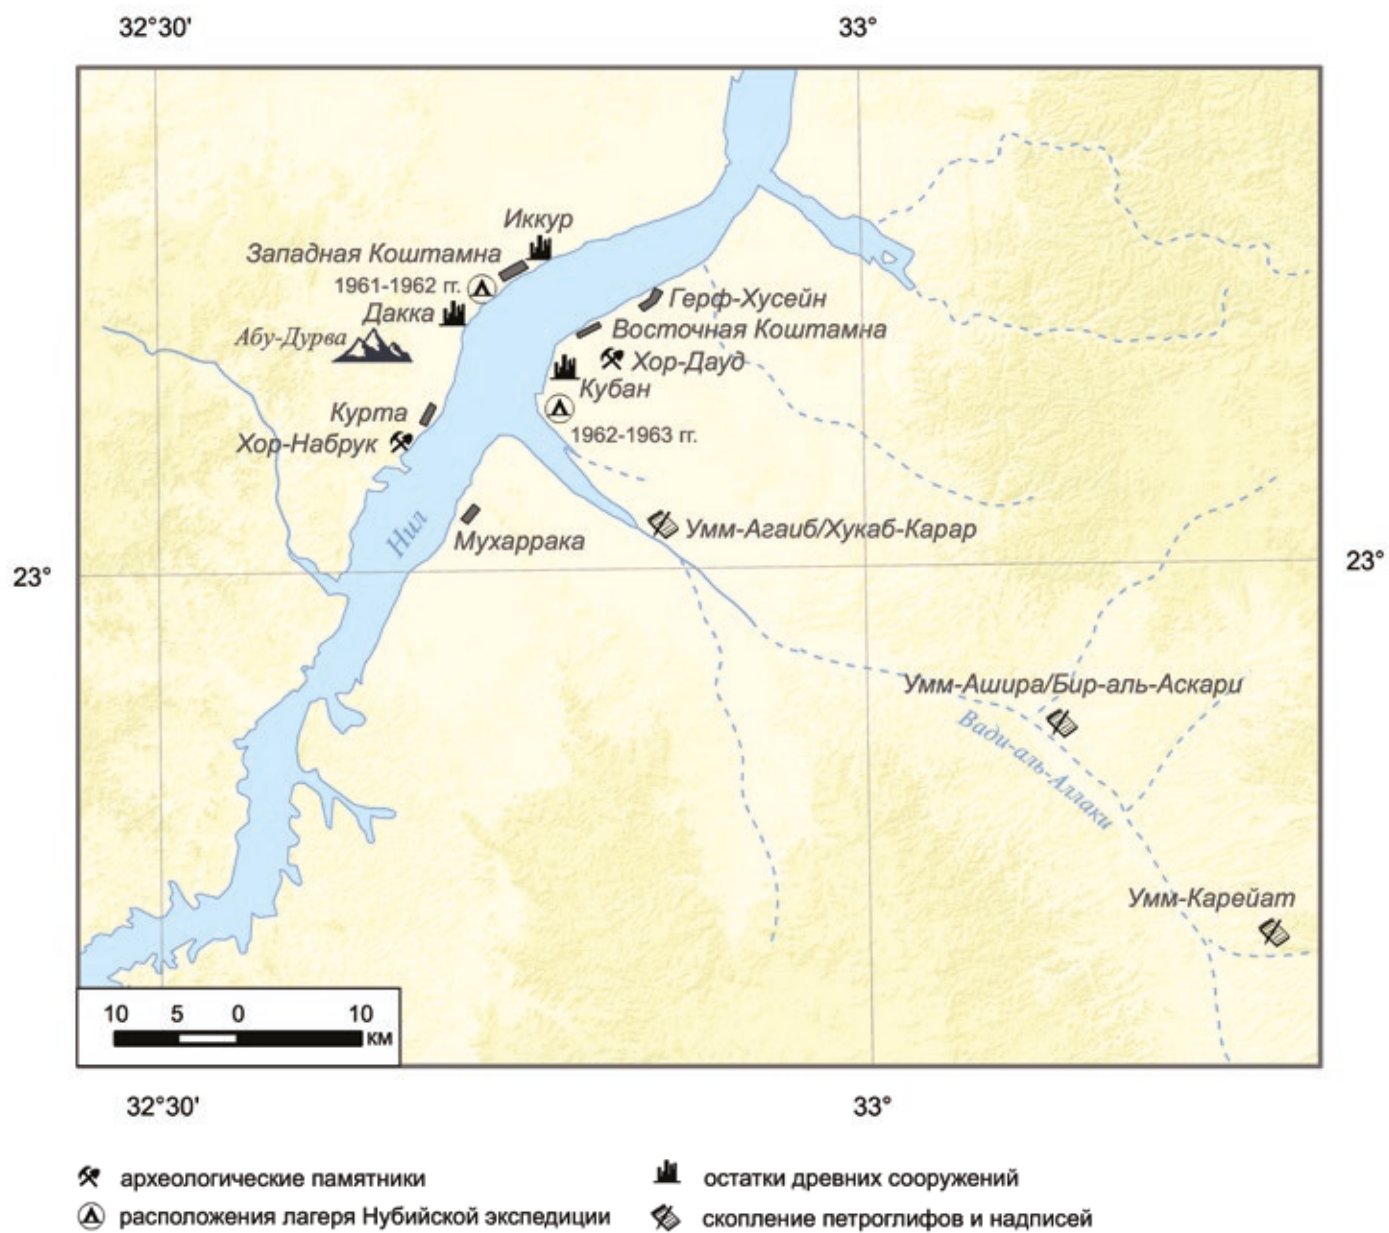 32°30'
33°
Иккур
Западная Коштамна
1961-1962 гг.
Дакка
Абу-Дурва
Герф-Хусейн
Восточная Коштамна
Хор-Дауд
Кубан
1962-1963 гг.
Курта
Хор-Набрук
Нил
Мухаррака
Умм-Агаиб/Хукаб-Карар
23°
23°
Умм-Ашира/Бир-аль-Аскари
Вади-аль-Аллаки
Умм-Карейат
10 5 0 10
км
32°30'
33°
археологические памятники
остатки древних сооружений
расположения лагеря Нубийской экспедиции
скопление петроглифов и надписей